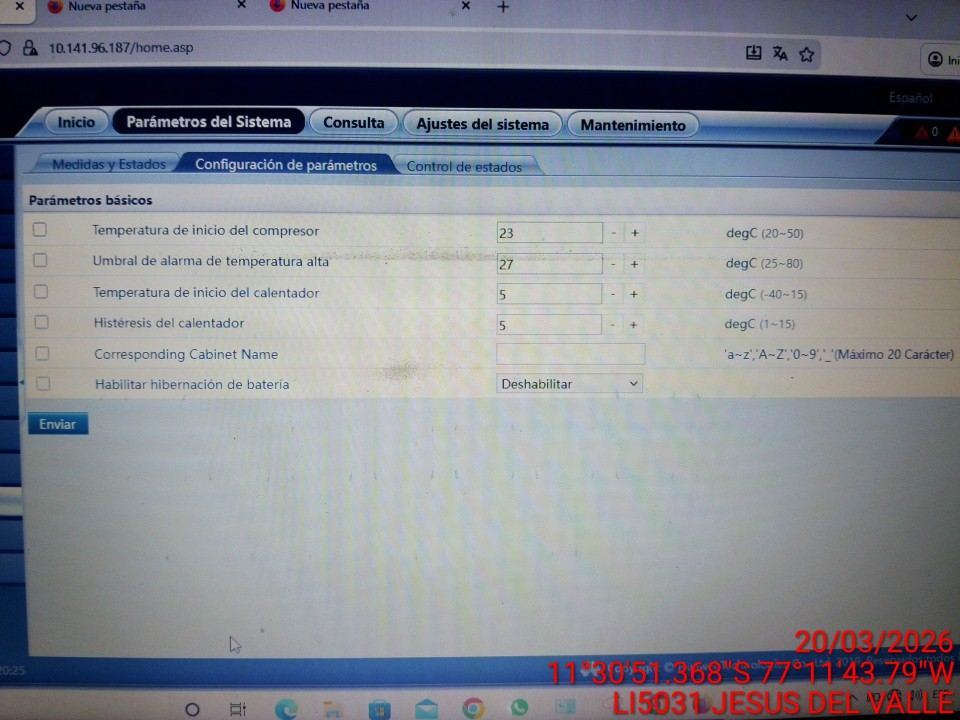 Nueva pestaña
Nueva pestaña
10.141.96.187/home.asp
Ini
Español
Inicio
Parámetros del Sistema
Consulta
Ajustes del sistema
Mantenimiento
0
Medidas y Estados
Configuración de parámetros
Control de estados
Parámetros básicos
Temperatura de inicio del compresor 23 - + degC (20~50)
Umbral de alarma de temperatura alta 27 - + degC (25~80)
Temperatura de inicio del calentador 5 - + degC (-40~15)
Histéresis del calentador 5 - + degC (1~15)
Corresponding Cabinet Name 'a~z','A~Z','0~9','_'(Máximo 20 Carácter)
Habilitar hibernación de batería Deshabilitar
Enviar
20:25
20/03/2026
11°30'51.368"S 77°11'43.79"W
LI5031 JESUS DEL VALLE